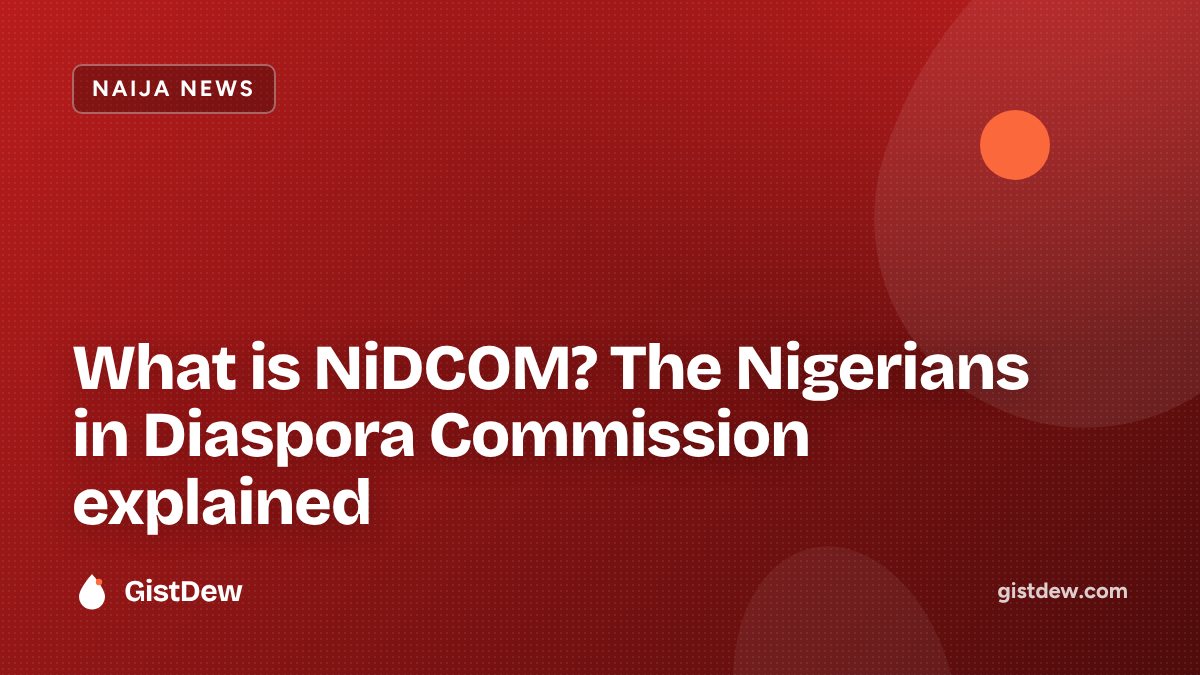 NAIJA NEWS
What is NiDCOM? The Nigerians
in Diaspora Commission
explained
GistDew
gistdew.com